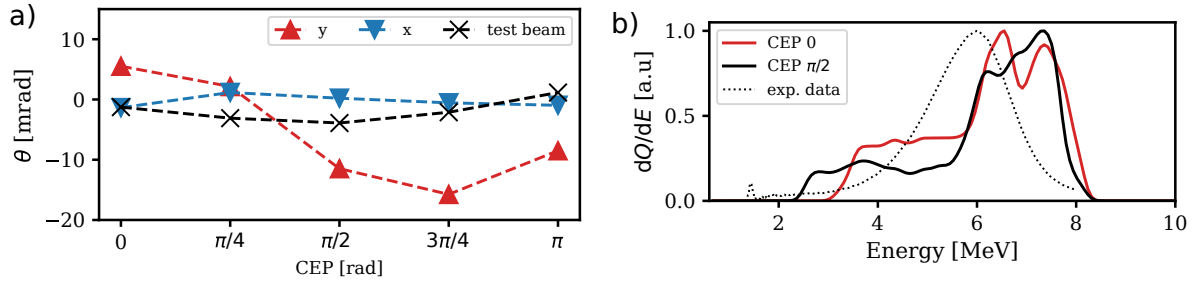 a)
10
0
−10
−20
θ [mrad]
y
x
test beam
0
π/4
π/2
3π/4
π
CEP [rad]
b)
1.0
0.5
0.0
dQ/dE [a.u]
CEP 0
CEP π/2
exp. data
2
4
6
8
10
Energy [MeV]